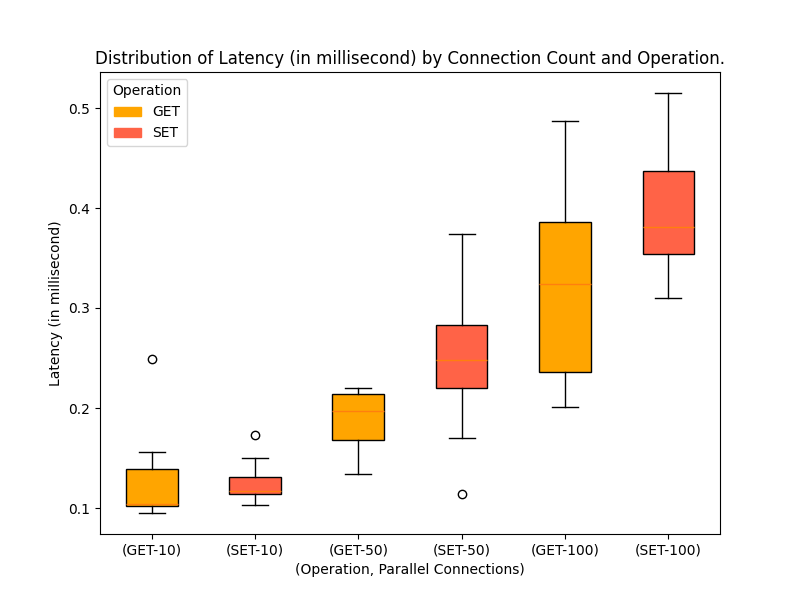 Distribution of Latency (in millisecond) by Connection Count and Operation.
Operation
GET
SET
0.5
0.4
0.3
0.2
0.1
Latency (in millisecond)
(GET-10) (SET-10) (GET-50) (SET-50) (GET-100) (SET-100)
(Operation, Parallel Connections)